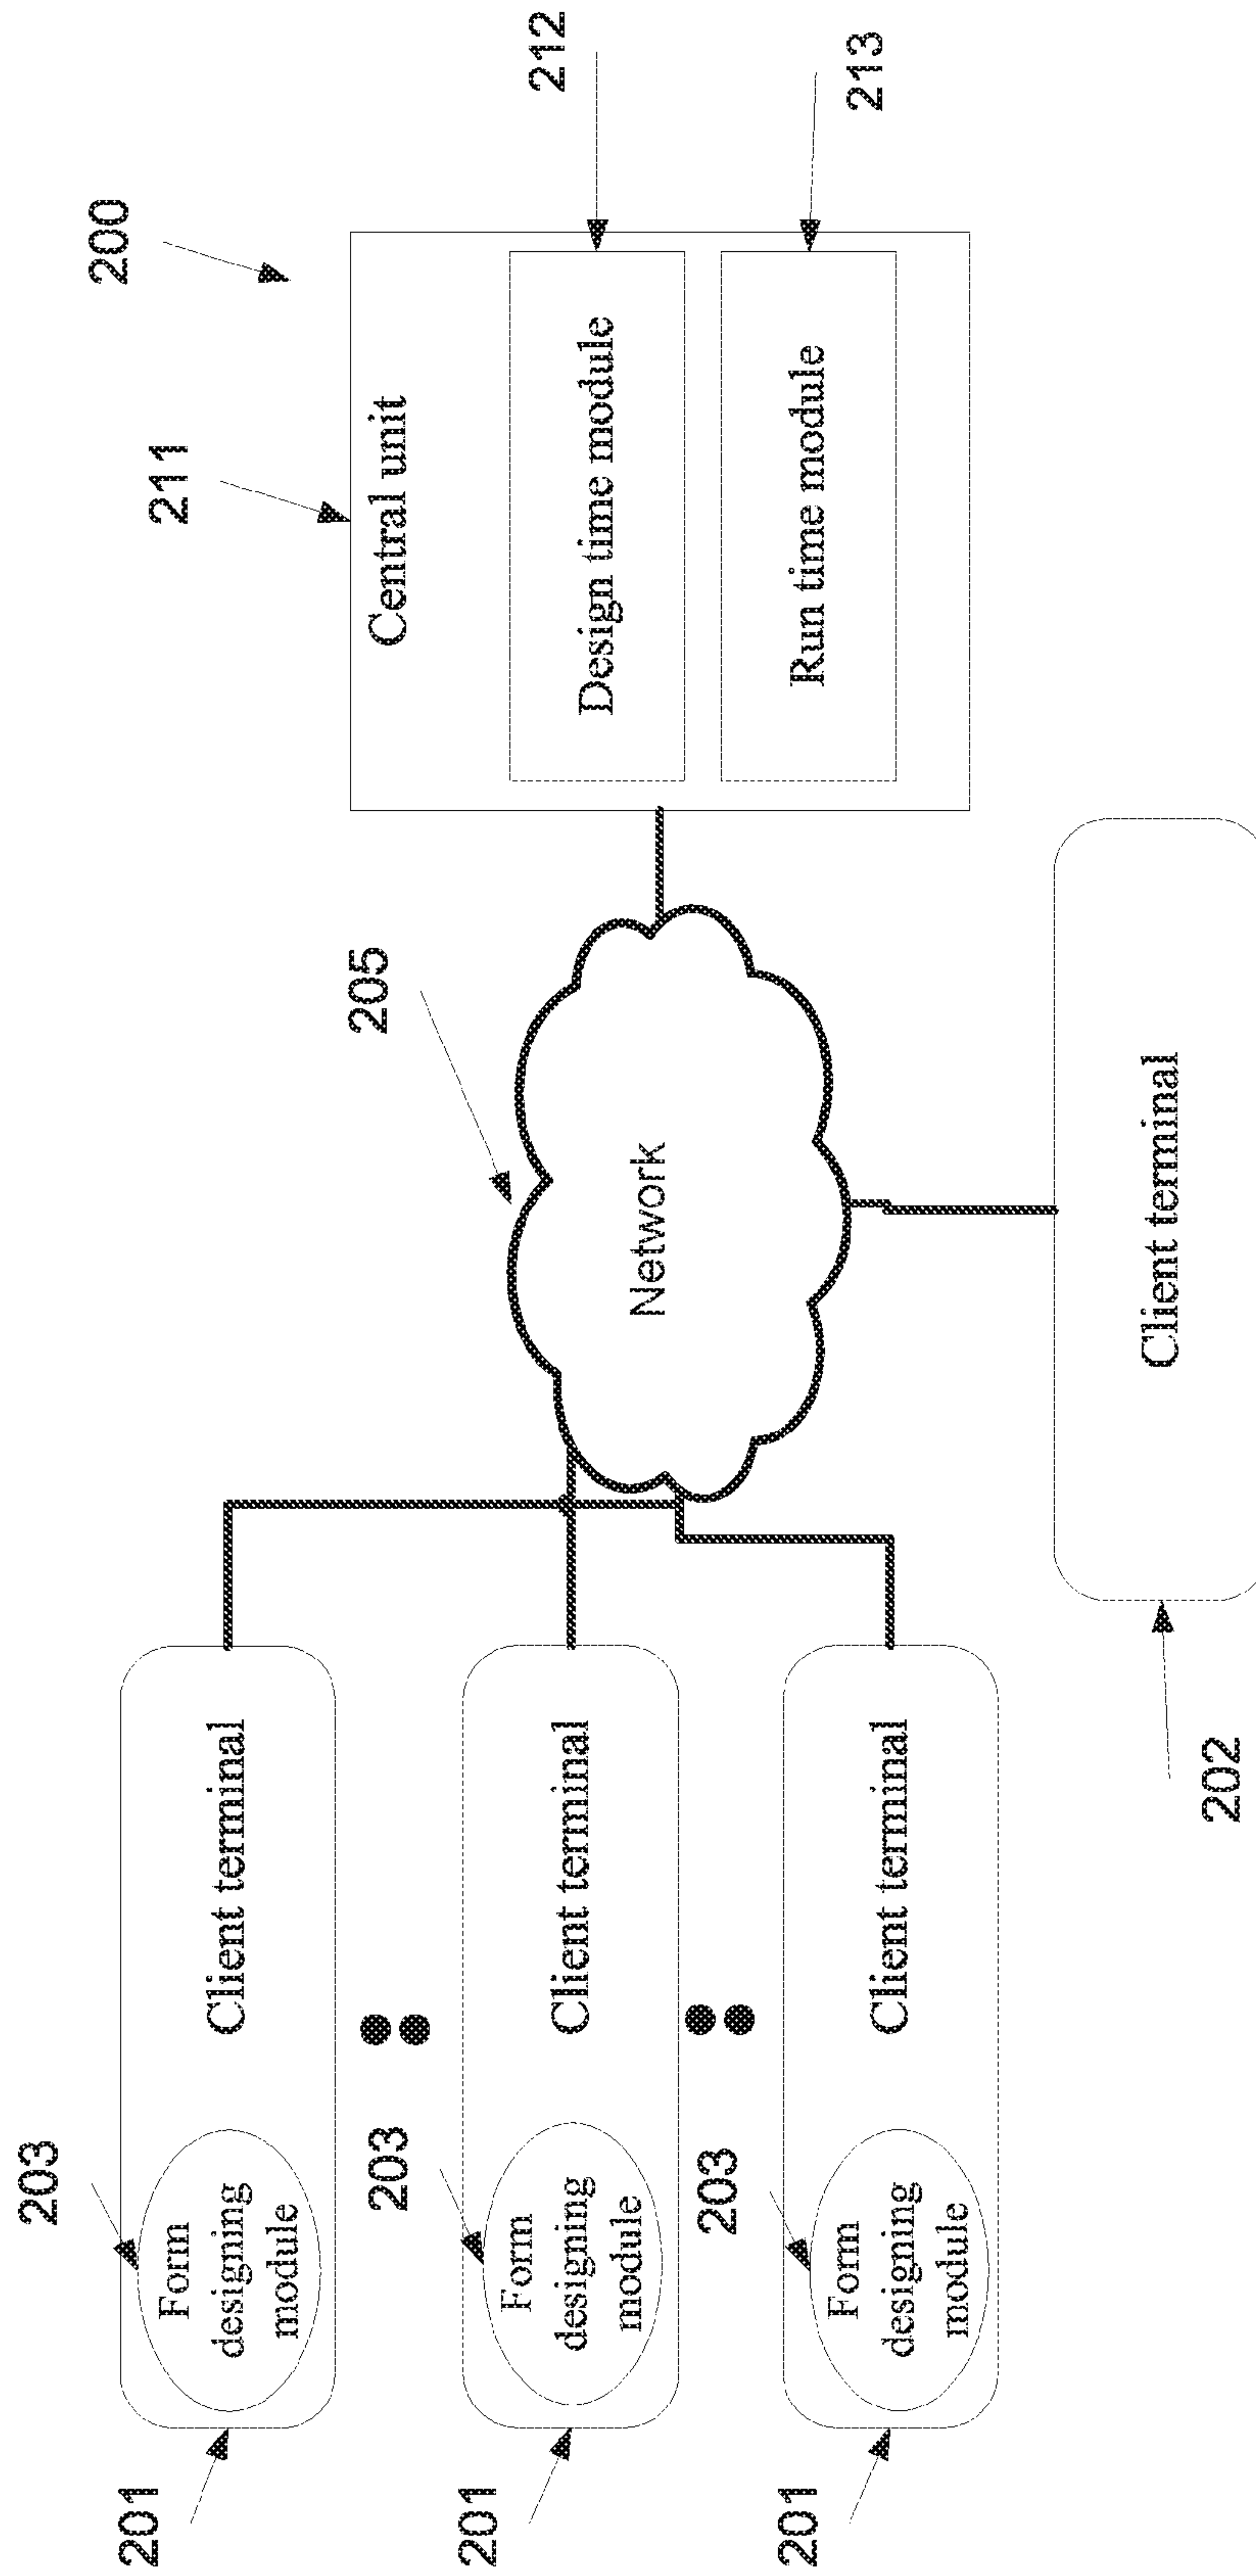 200
211
Central unit
212
Design time module
213
Run time module
205
Network
203
Form
designing
module
Client terminal
201
203
Form
designing
module
Client terminal
201
203
Form
designing
module
Client terminal
201
Client terminal
202